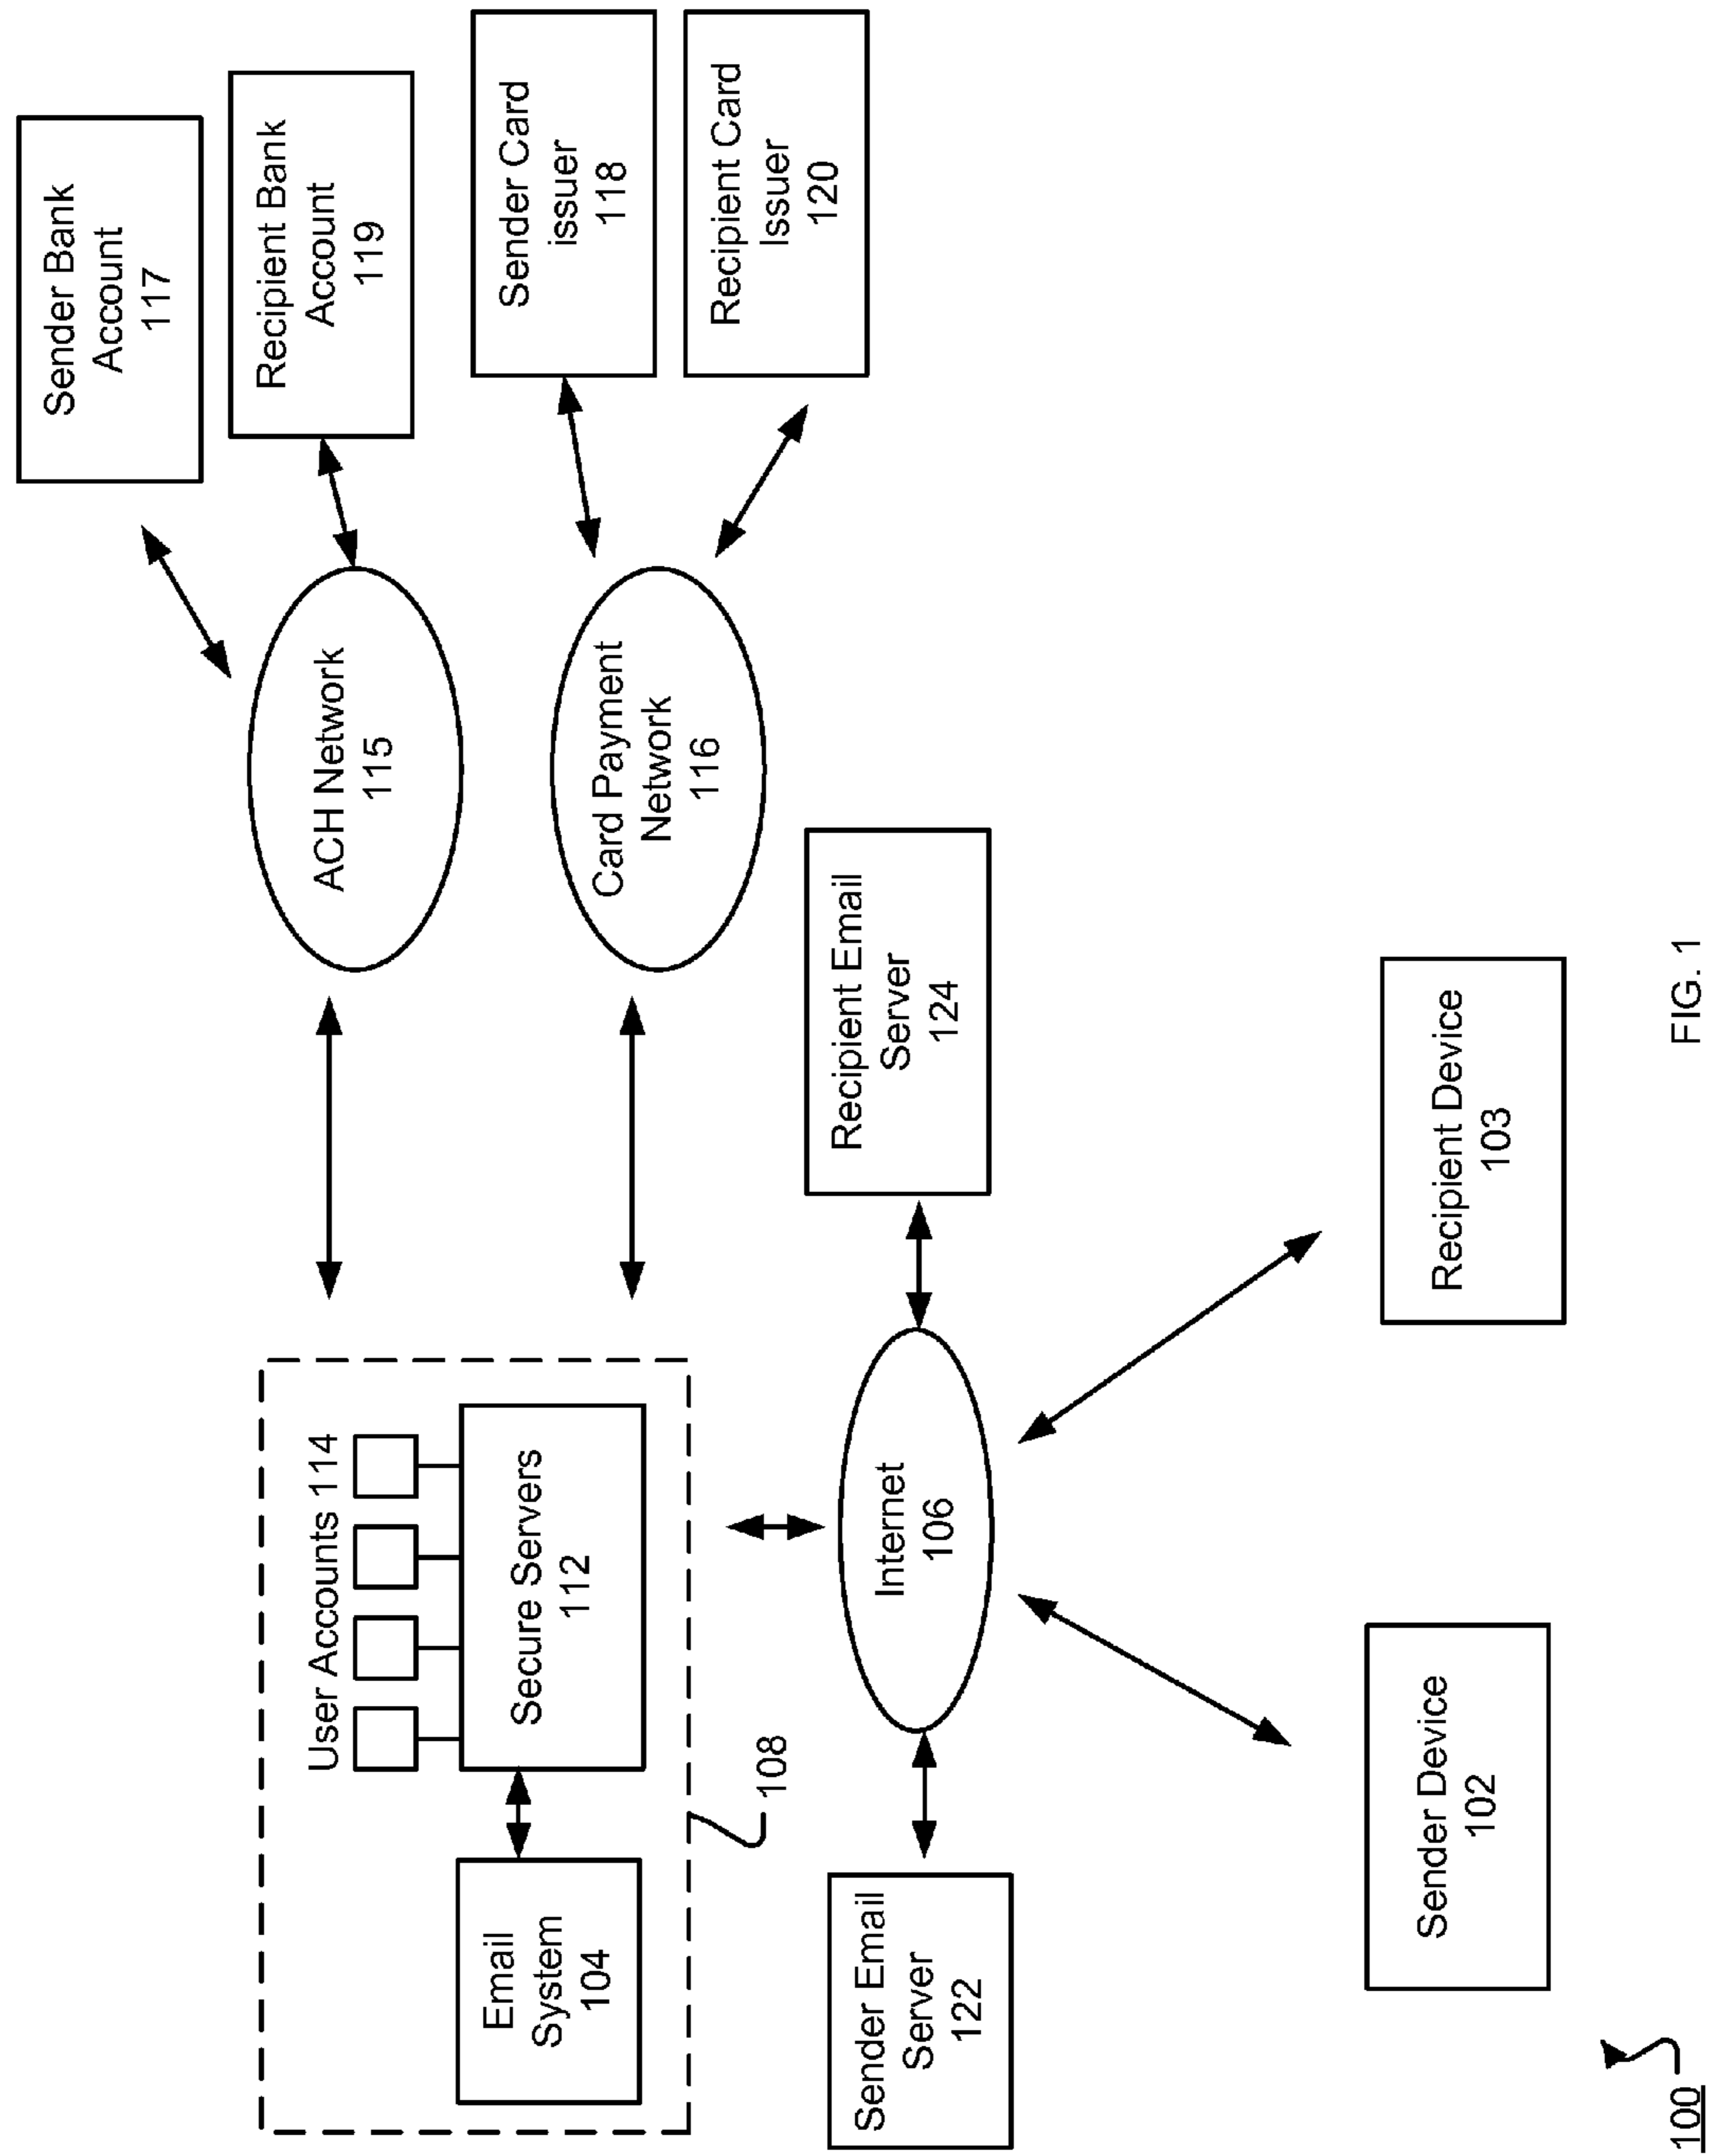 Sender Bank
Account
117
Recipient Bank
Account
119
Sender Card
issuer
118
Recipient Card
Issuer
120
ACH Network
115
Card Payment
Network
116
User Accounts 114
Secure Servers
112
Email
System
104
108
Recipient Email
Server
124
Internet
106
Sender Email
Server
122
Sender Device
102
Recipient Device
103
100
FIG. 1